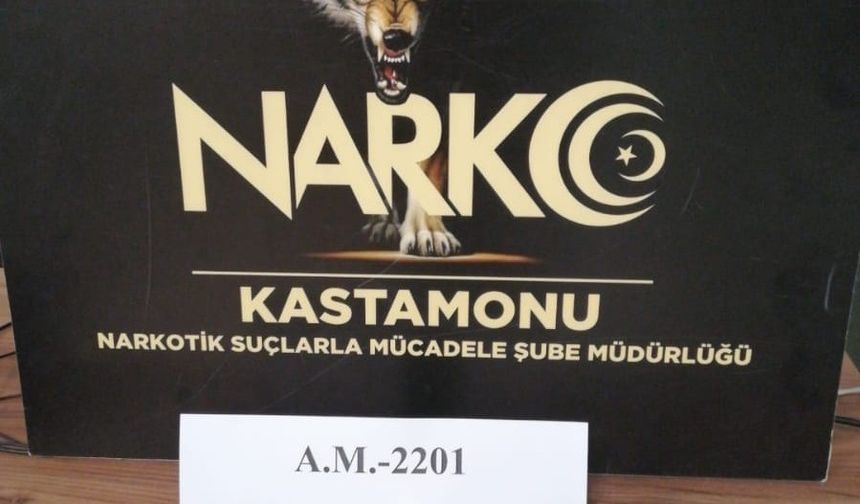 NARKO
KASTAMONU
NARKOTİK SUÇLARLA MÜCADELE ŞUBE MÜDÜRLÜĞÜ
A.M.-2201